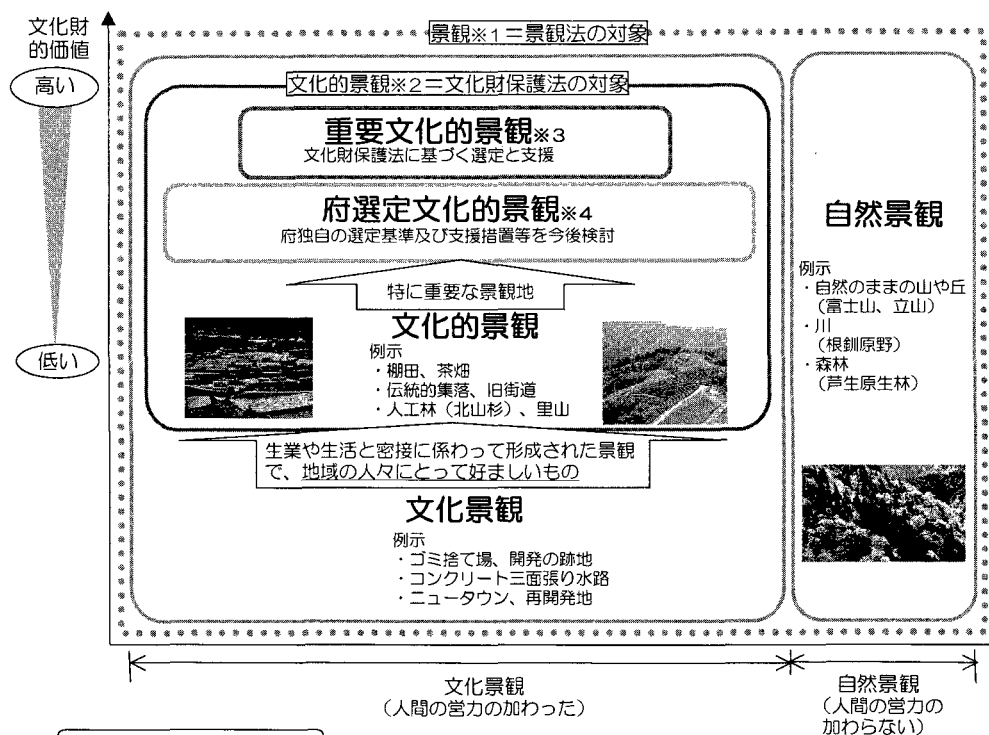 文化財
的価値
高い
低い
景観※1＝景観法の対象
文化的景観※2＝文化財保護法の対象
重要文化的景観※3
文化財保護法に基づく選定と支援
府選定文化的景観※4
府独自の選定基準及び支援措置等を今後検討
特に重要な景観地
文化的景観
例示
・棚田、茶畑
・伝統的集落、旧街道
・人工林（北山杉）、里山
生業や生活と密接に係わって形成された景観
で、地域の人々にとって好ましいもの
文化景観
例示
・ゴミ捨て場、開発の跡地
・コンクリート三面張り水路
・ニュータウン、再開発地
自然景観
例示
・自然のままの山や丘
（富士山、立山）
・川
（根釧原野）
・森林
（芦生原生林）
文化景観
（人間の営力の加わった）
自然景観
（人間の営力の
加わらない）